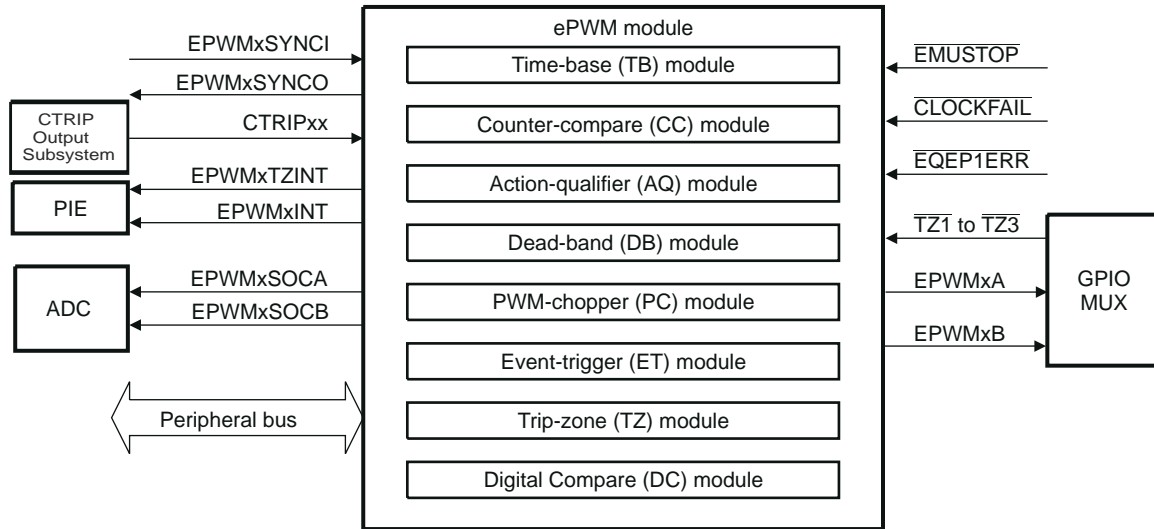 ePWM module
EPWMxSYNCI
EPWMxSYNCO
CTRIP
Output
Subsystem
CTRIPxx
EPWMxTZINT
PIE
EPWMxINT
EPWMxSOCA
ADC
EPWMxSOCB
Peripheral bus
Time-base (TB) module
Counter-compare (CC) module
Action-qualifier (AQ) module
Dead-band (DB) module
PWM-chopper (PC) module
Event-trigger (ET) module
Trip-zone (TZ) module
Digital Compare (DC) module
EMUSTOP
CLOCKFAIL
EQEP1ERR
TZ1 to TZ3
EPWMxA
EPWMxB
GPIO
MUX